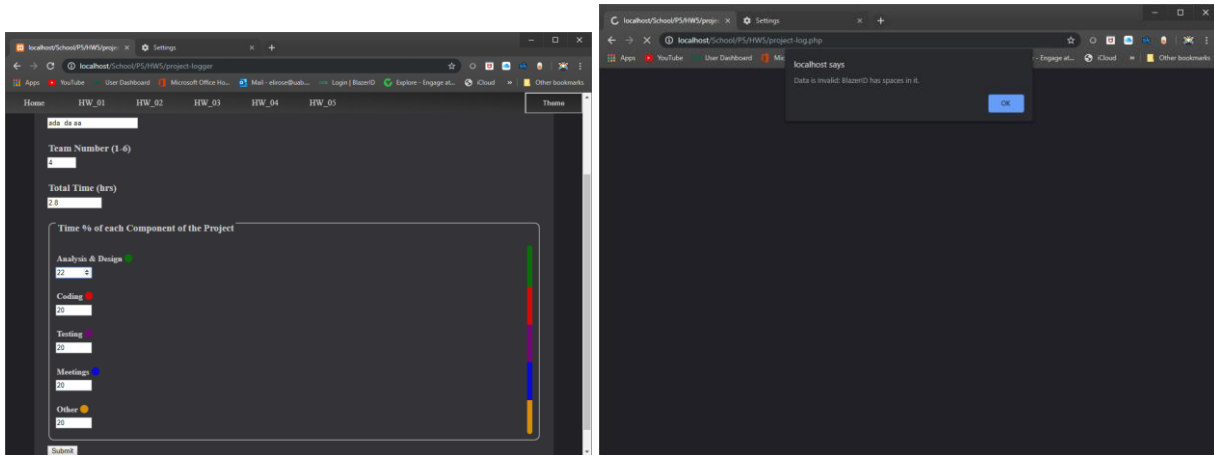 localhost/School/PS/HW5/projec
Settings
localhost/School/PS/HW5/project-logger
Apps YouTube User Dashboard Microsoft Office Ho... Mail - elirose@uab... Login | BlazerID Explore - Engage at... iCloud » Other bookmarks
Home HW_01 HW_02 HW_03 HW_04 HW_05 Theme
ada da aa
Team Number (1-6)
4
Total Time (hrs)
2.8
Time % of each Component of the Project
Analysis & Design
22
Coding
20
Testing
20
Meetings
20
Other
20
Submit
localhost/School/PS/HW5/projec
Settings
localhost/School/PS/HW5/project-log.php
Apps YouTube User Dashboard - Engage at... iCloud » Other bookmarks
localhost says
Data is Invalid: BlazerID has spaces in it.
OK